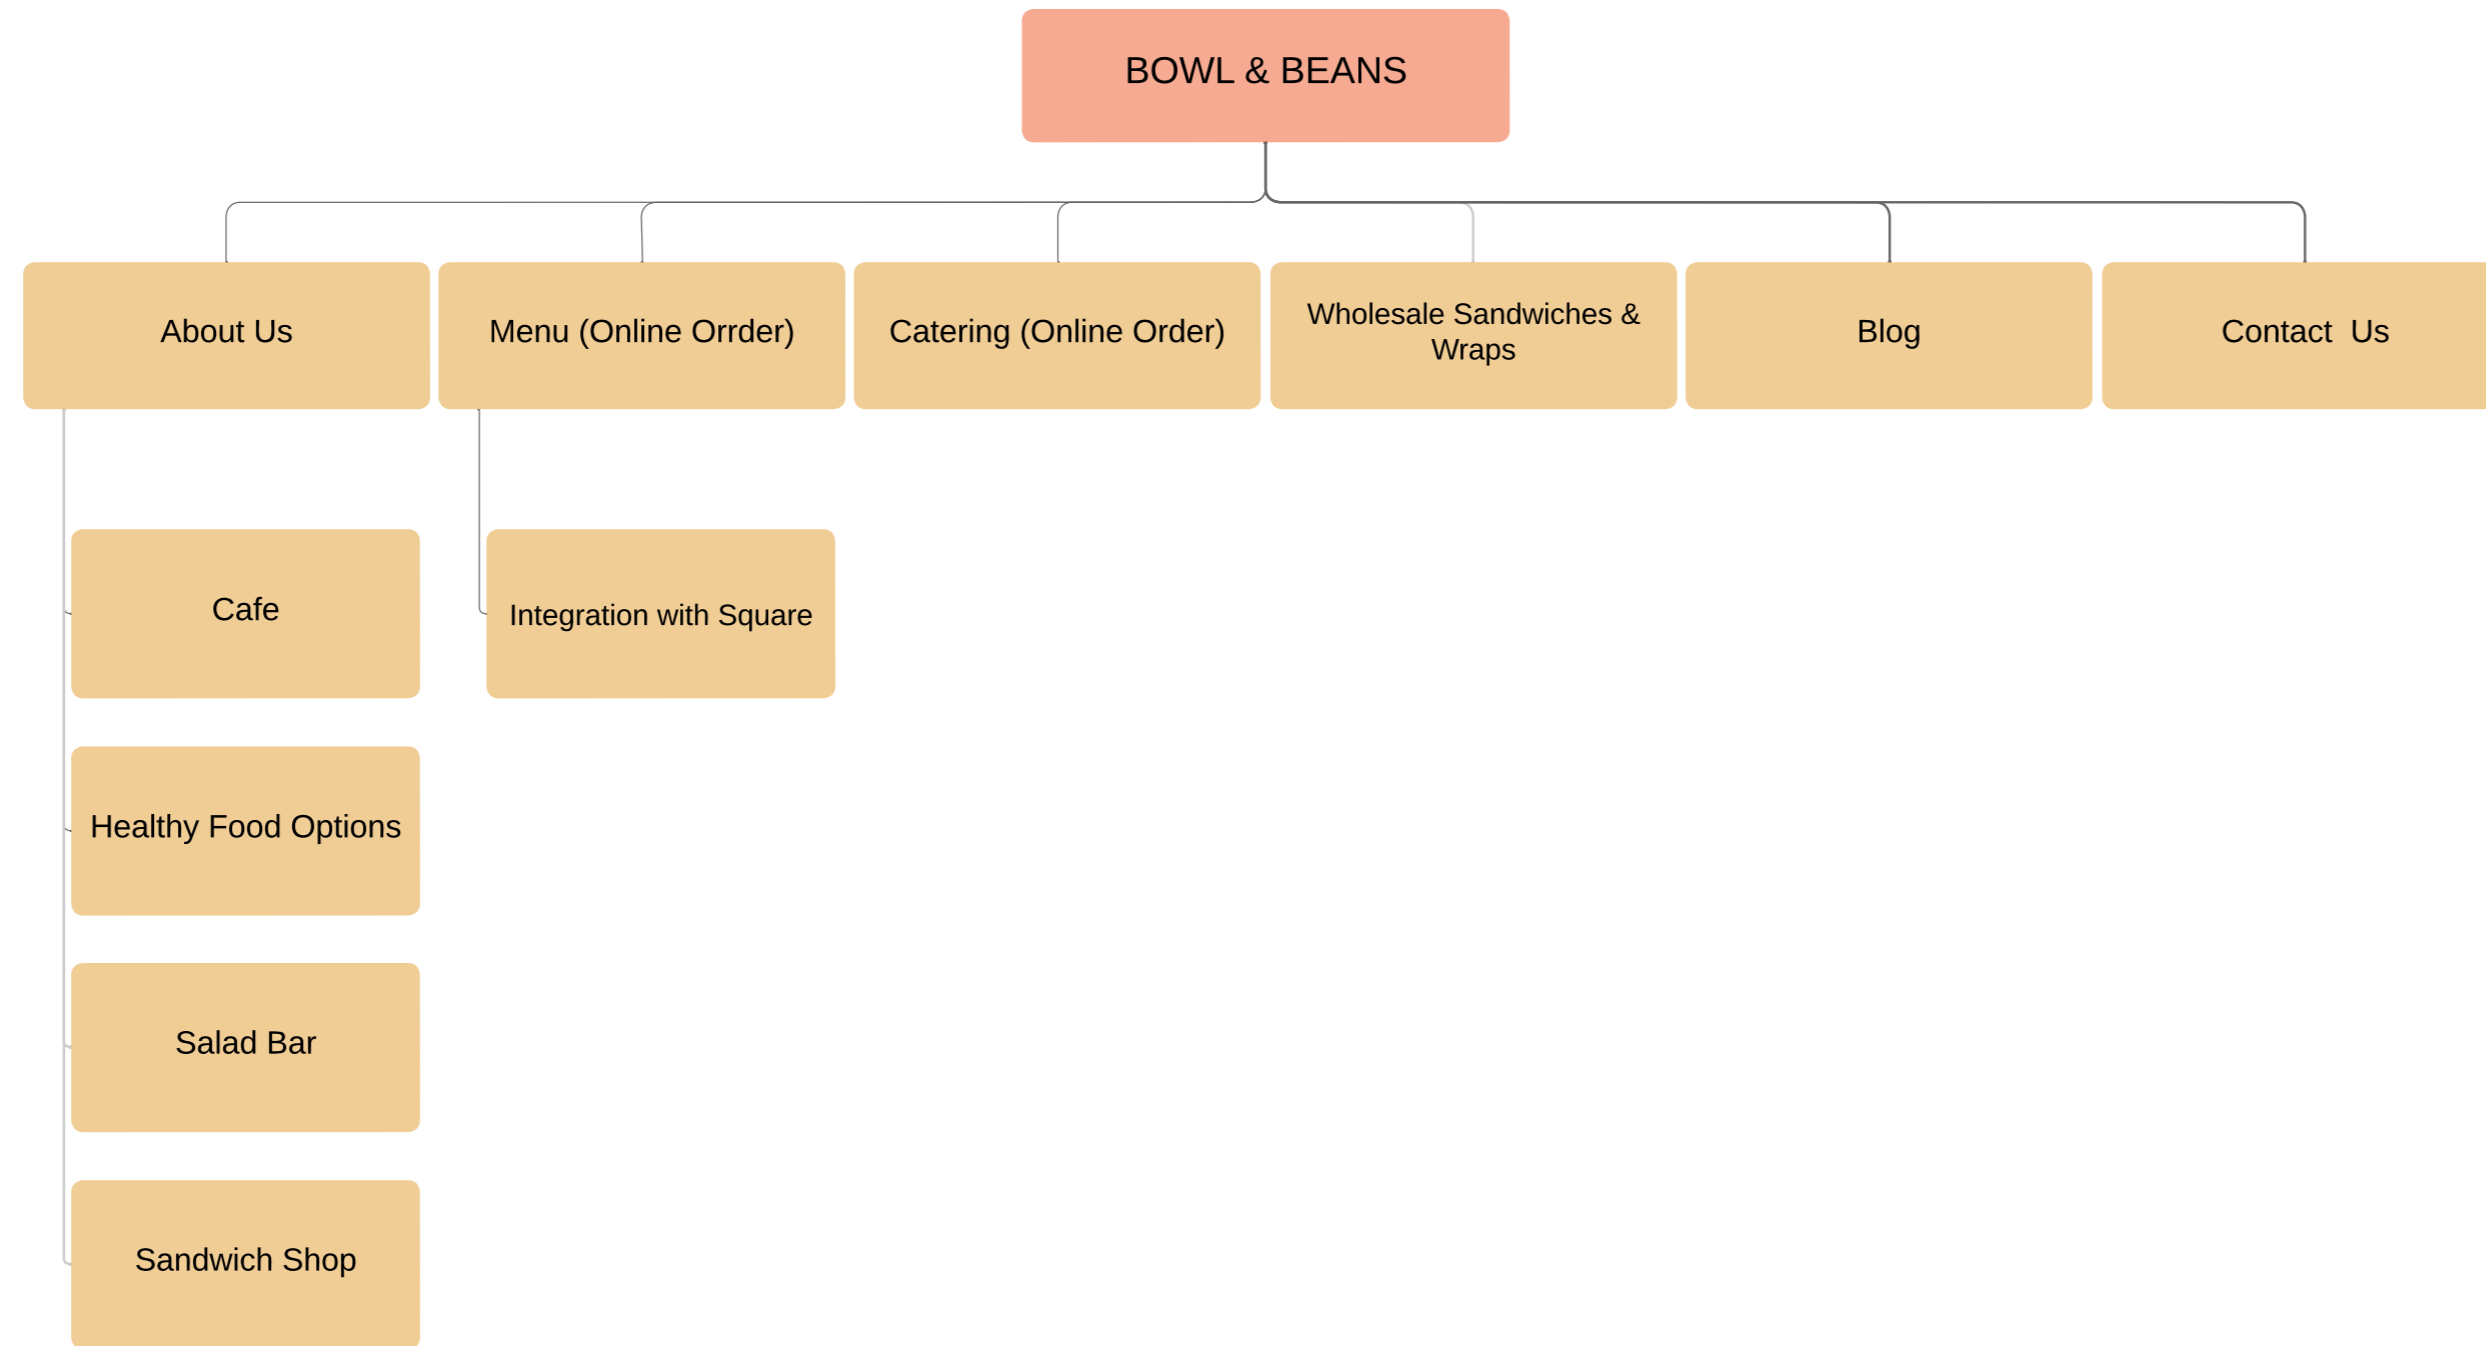 BOWL & BEANS
About Us
Menu (Online Orrder)
Catering (Online Order)
Wholesale Sandwiches &
Wraps
Blog
Contact  Us
Cafe
Integration with Square
Healthy Food Options
Salad Bar
Sandwich Shop